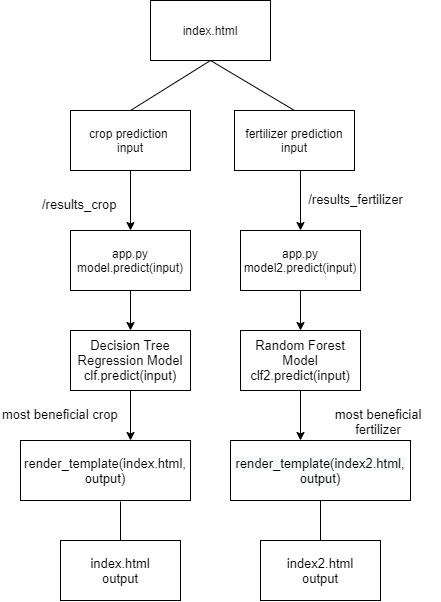 index.html
crop prediction
input
fertilizer prediction
input
/results_crop
/results_fertilizer
app.py
model.predict(input)
app.py
model2.predict(input)
Decision Tree
Regression Model
clf.predict(input)
Random Forest
Model
clf2.predict(input)
most beneficial crop
most beneficial
fertilizer
render_template(index.html,
output)
render_template(index2.html,
output)
index.html
output
index2.html
output